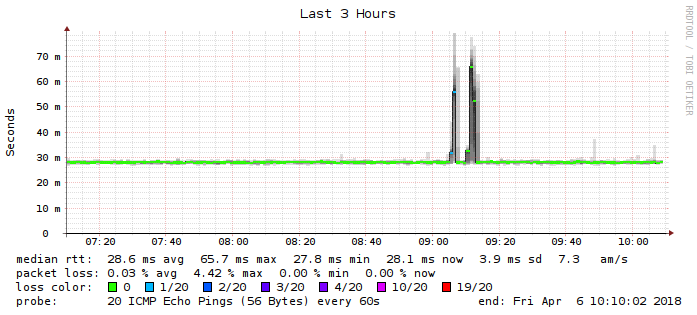 Last 3 Hours
RRDTOOL / TOBI OETIKER
Seconds
70 m
60 m
50 m
40 m
30 m
20 m
10 m
0
07:20 07:40 08:00 08:20 08:40 09:00 09:20 09:40 10:00
median rtt: 28.6 ms avg 65.7 ms max 27.8 ms min 28.1 ms now 3.9 ms sd 7.3 am/s
packet loss: 0.03 % avg 4.42 % max 0.00 % min 0.00 % now
loss color: 0 1/20 2/20 3/20 4/20 10/20 19/20
probe: 20 ICMP Echo Pings (56 Bytes) every 60s end: Fri Apr 6 10:10:02 2018